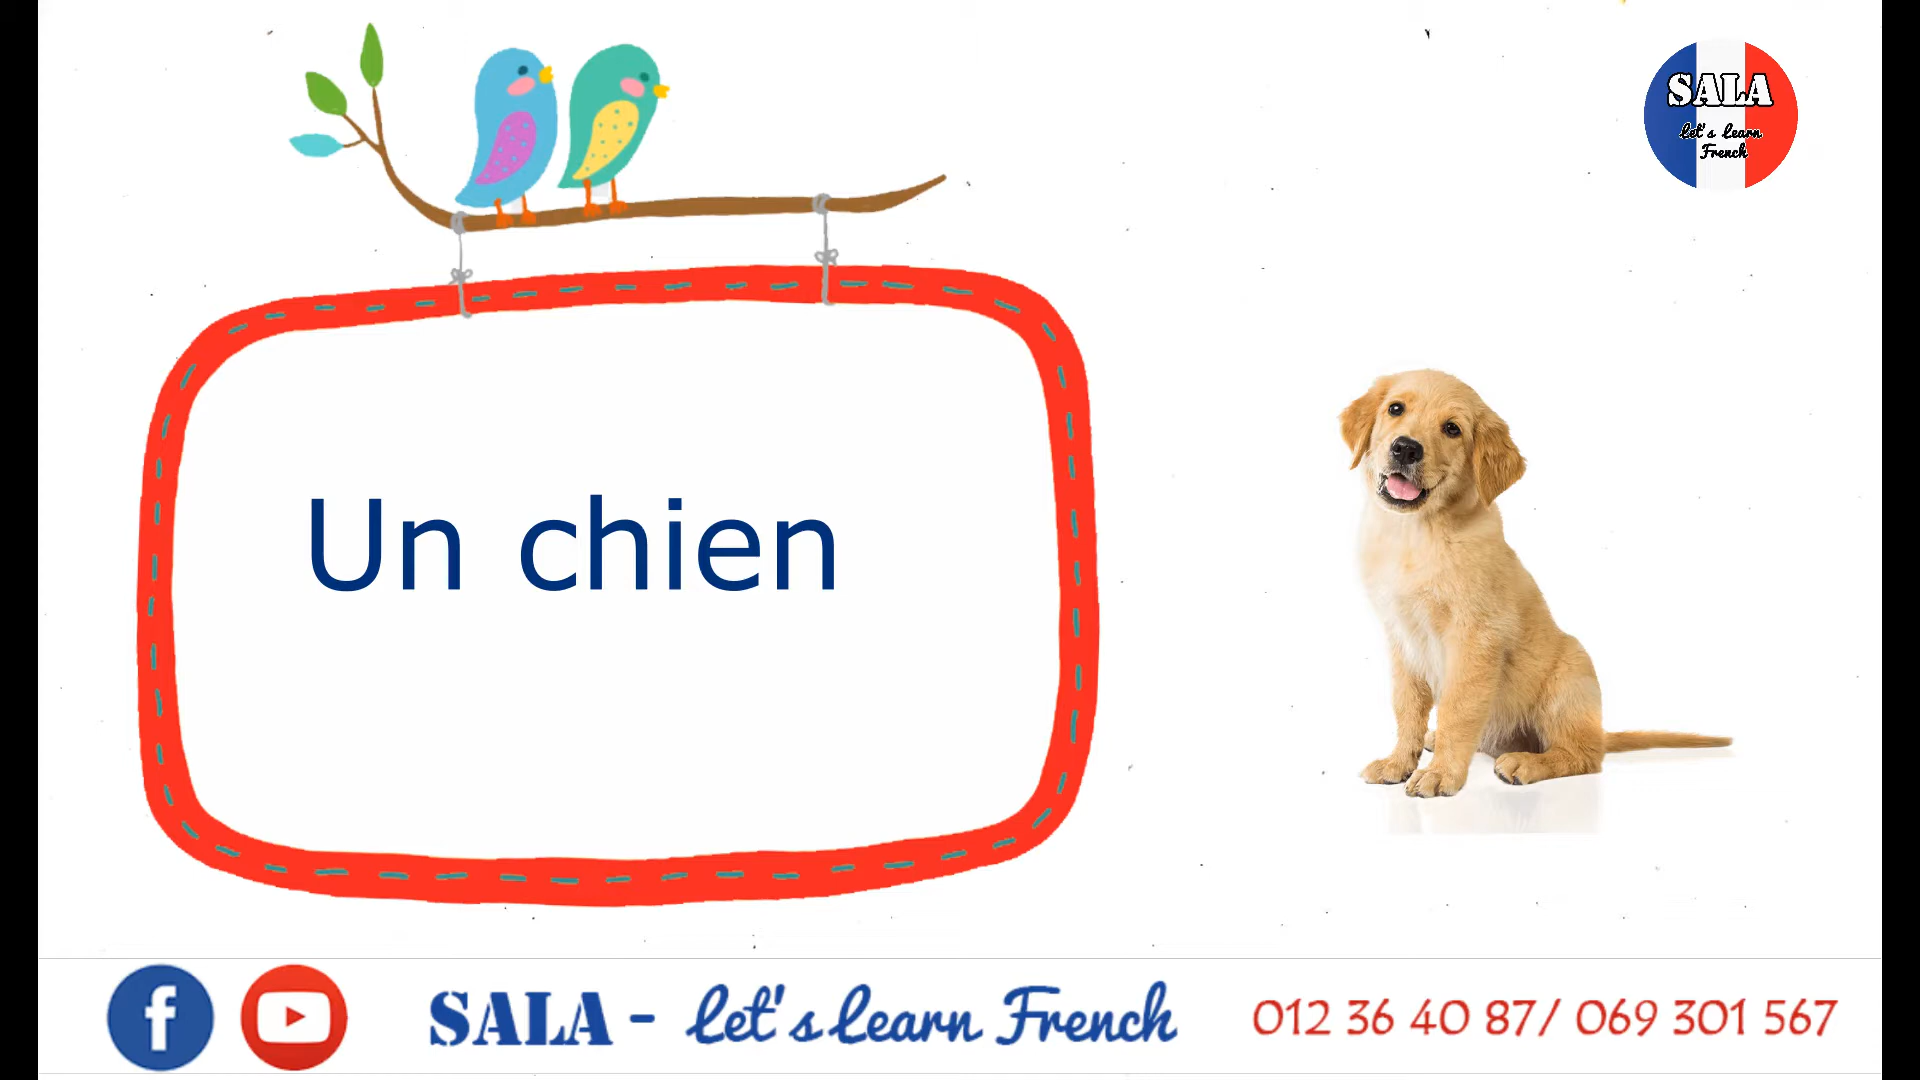 SALA
Let's Learn
French
Un chien
SALA - Let's Learn French
012 36 40 87/ 069 301 567